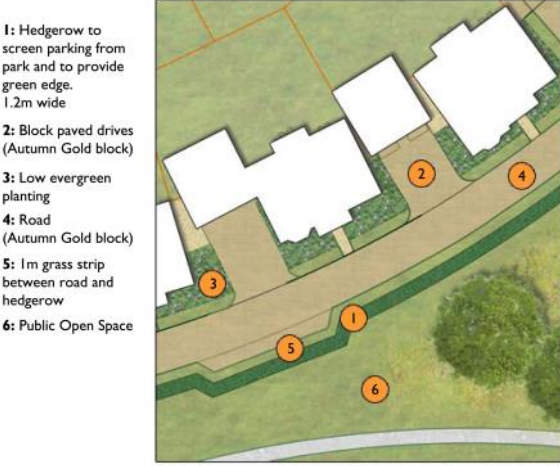 1: Hedgerow to
screen parking from
park and to provide
green edge.
1.2m wide
2: Block paved drives
(Autumn Gold block)
3: Low evergreen
planting
4: Road
(Autumn Gold block)
5: 1m grass strip
between road and
hedgerow
6: Public Open Space
2
4
3
1
5
6